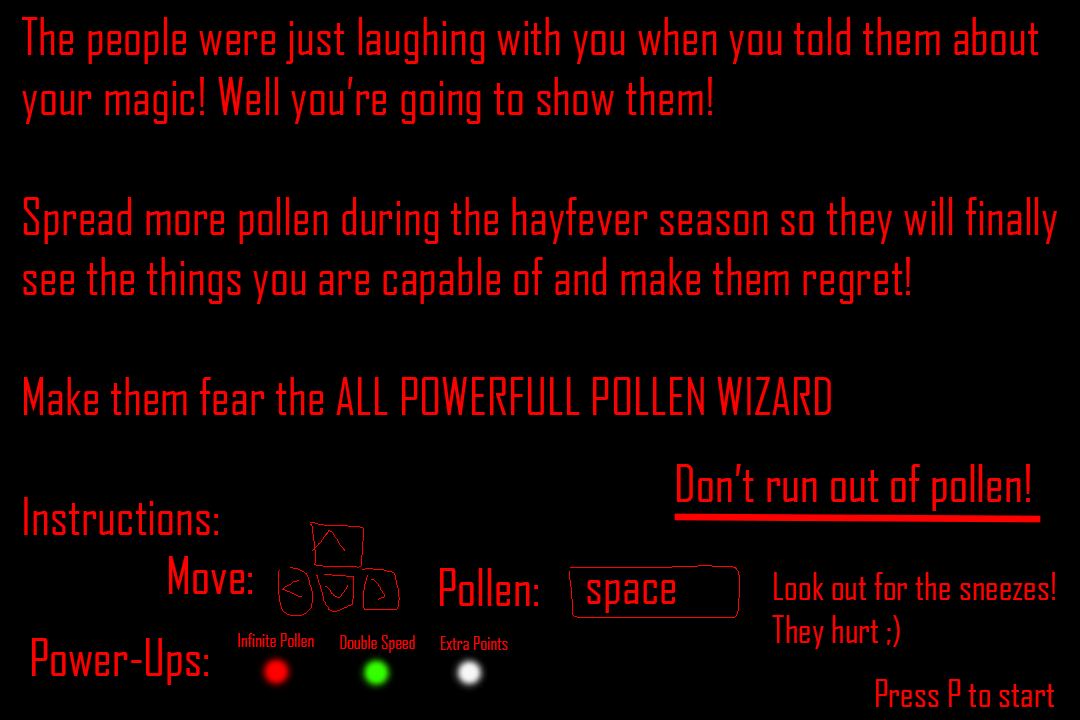 The people were just laughing with you when you told them about
your magic! Well you're going to show them!
Spread more pollen during the hayfever season so they will finally
see the things you are capable of and make them regret!
Make them fear the ALL POWERFULL POLLEN WIZARD
Don't run out of pollen!
Instructions:
Move:
Pollen: space
Look out for the sneezes!
They hurt ;)
Power-Ups: Infinite Pollen Double Speed Extra Points
Press P to start